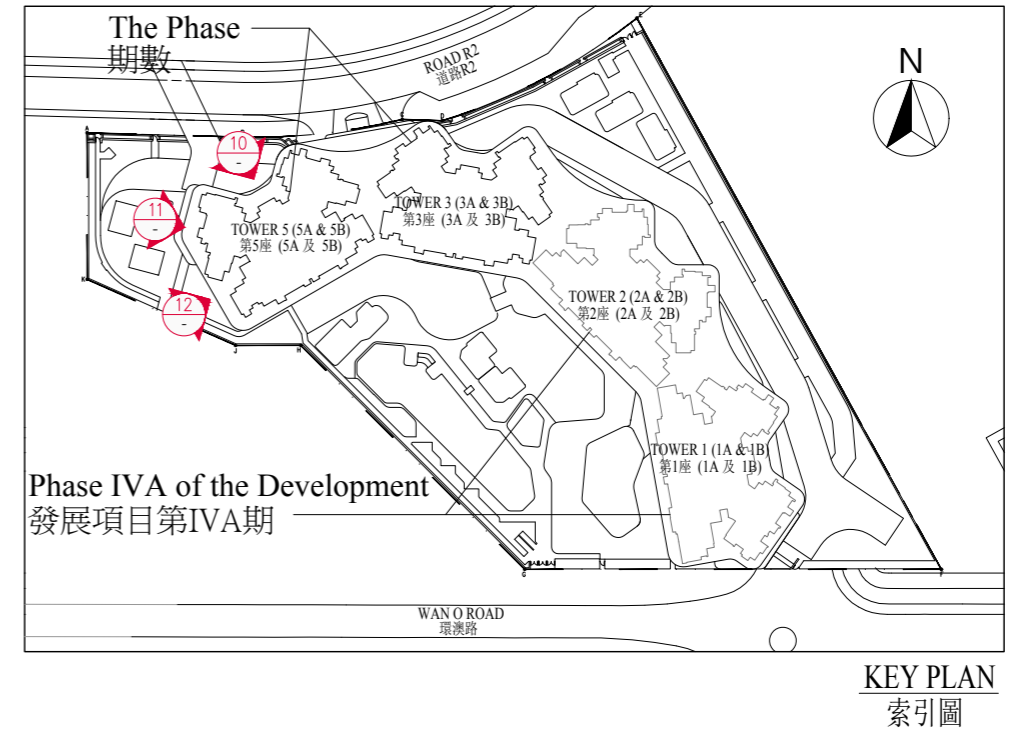 The Phase
期數
ROAD R2
道路R2
N
E
C
D
A
10
-
11
-
12
-
TOWER 3 (3A & 3B)
第3座 (3A 及 3B)
TOWER 5 (5A & 5B)
第5座 (5A 及 5B)
TOWER 2 (2A & 2B)
第2座 (2A 及 2B)
K
J
H
TOWER 1 (1A & 1B)
第1座 (1A 及 1B)
Phase IVA of the Development
發展項目第IVA期
G
F
WAN O ROAD
環澳路
KEY PLAN
索引圖